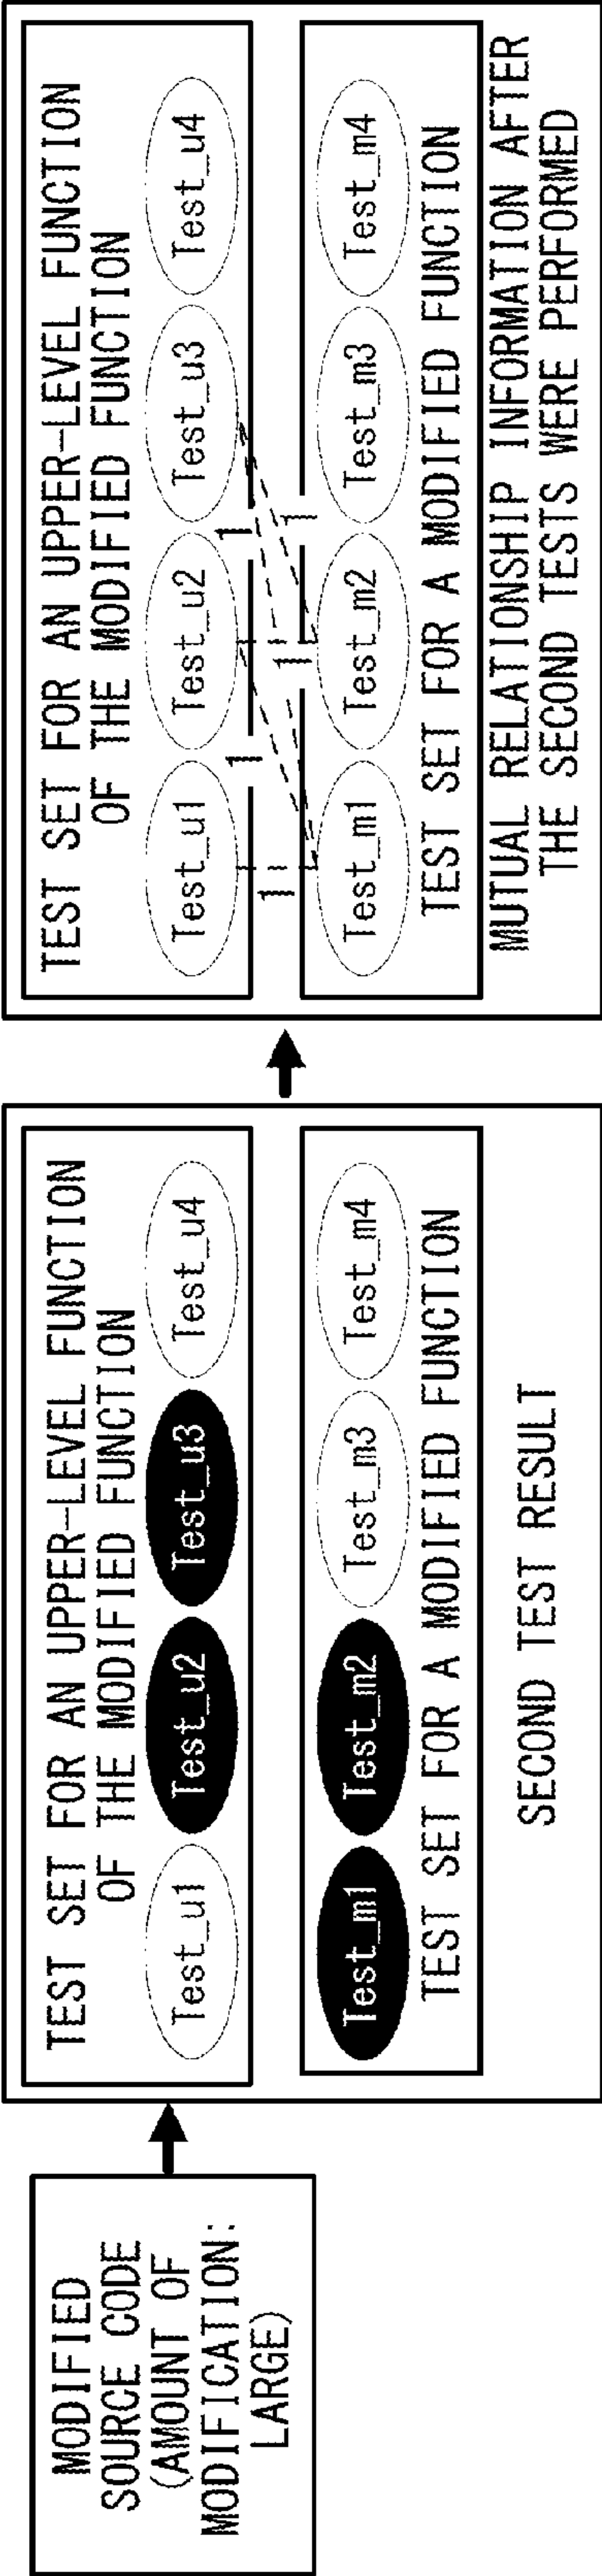 MODIFIED
SOURCE CODE
(AMOUNT OF
MODIFICATION:
LARGE)
TEST SET FOR AN UPPER-LEVEL FUNCTION
OF THE MODIFIED FUNCTION
Test_u1 Test_u2 Test_u3 Test_u4
Test_m1 Test_m2 Test_m3 Test_m4
TEST SET FOR A MODIFIED FUNCTION
SECOND TEST RESULT
TEST SET FOR AN UPPER-LEVEL FUNCTION
OF THE MODIFIED FUNCTION
Test_u1 Test_u2 Test_u3 Test_u4
1 1 1 1 1
Test_m1 Test_m2 Test_m3 Test_m4
TEST SET FOR A MODIFIED FUNCTION
MUTUAL RELATIONSHIP INFORMATION AFTER
THE SECOND TESTS WERE PERFORMED